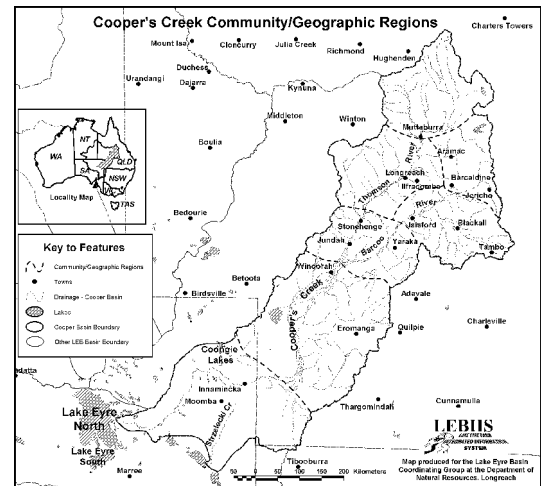 Cooper's Creek Community/Geographic Regions
Charters Towers
Mount Isa
Cloncurry
Julia Creek
Richmond
Hughenden
Duchess
Urandangi
Dajarra
Kynuna
Middleton
Winton
Muttaburra
Boulia
Aramac
River
Longreach
Ilfracombe
Barcaldine
Jericho
Thomson
River
Bedourie
Stonehenge
Isisford
Blackall
Jundah
Barcoo
Yaraka
Tambo
Windorah
Betoota
Birdsville
Adavale
Cooper's Creek
Eromanga
Quilpie
Charleville
Coongie
Lakes
Innamincka
Moomba
Strzelecki Cr
Thargomindah
Cunnamulla
Lake Eyre
North
Lake Eyre
South
Marree
Tibooburra
NT
WA
QLD
SA
NSW
TAS
Locality Map
Key to Features
Community/Geographic Regions
Towns
Drainage - Cooper Basin
Lakes
Cooper Basin Boundary
Other LEB Basin Boundary
50 0 50 100 150 200 Kilometers
LEBIIS
SYSTEM
Map produced for the Lake Eyre Basin
Coordinating Group at the Department of
Natural Resources, Longreach